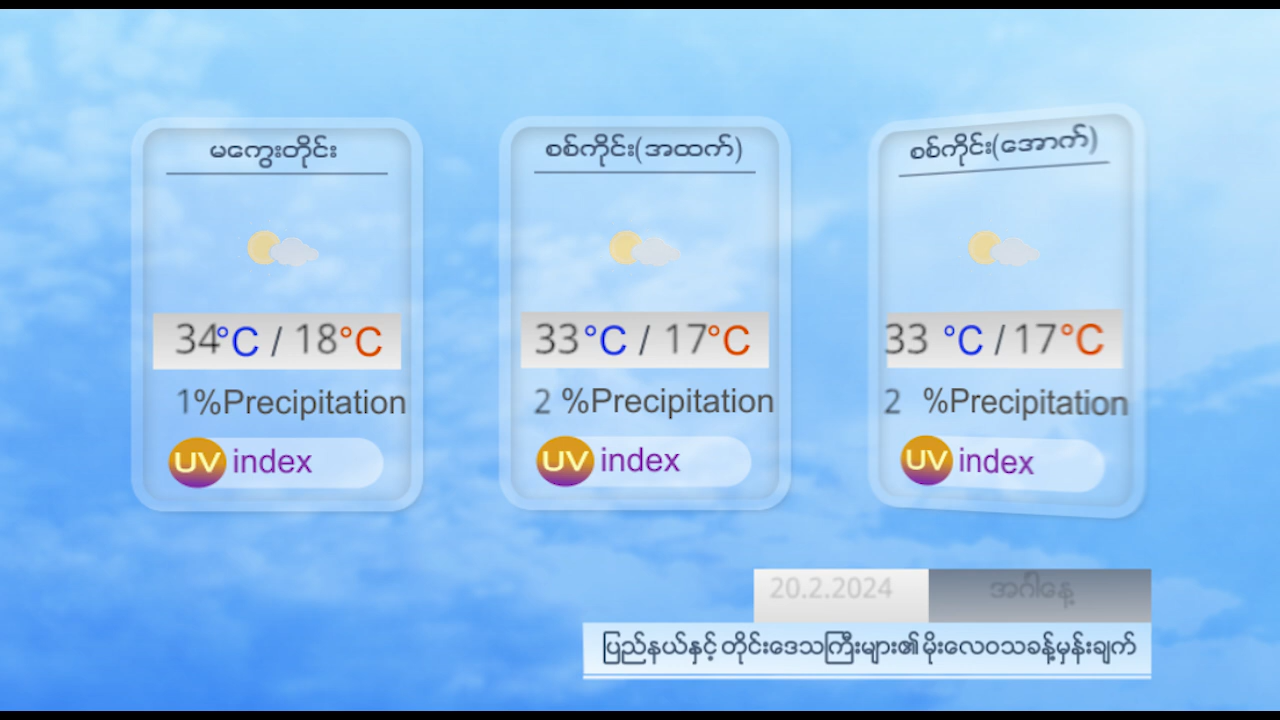 မကွေးတိုင်း
34°C / 18°C
1%Precipitation
UV index
စစ်ကိုင်း(အထက်)
33°C / 17°C
2 %Precipitation
UV index
စစ်ကိုင်း(အောက်)
33 °C / 17°C
2 %Precipitation
UV index
20.2.2024
အင်္ဂါနေ့
ပြည်နယ်နှင့် တိုင်းဒေသကြီးများ၏ မိုးလေဝသခန့်မှန်းချက်